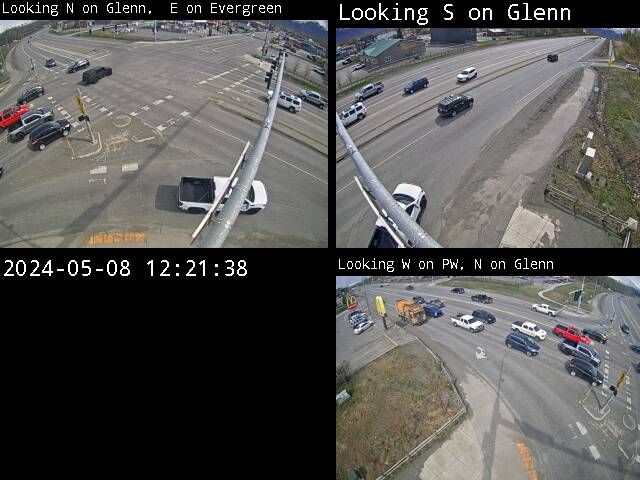 Looking N on Glenn, E on Evergreen
Looking S on Glenn
2024-05-08 12:21:38
Looking W on PW, N on Glenn